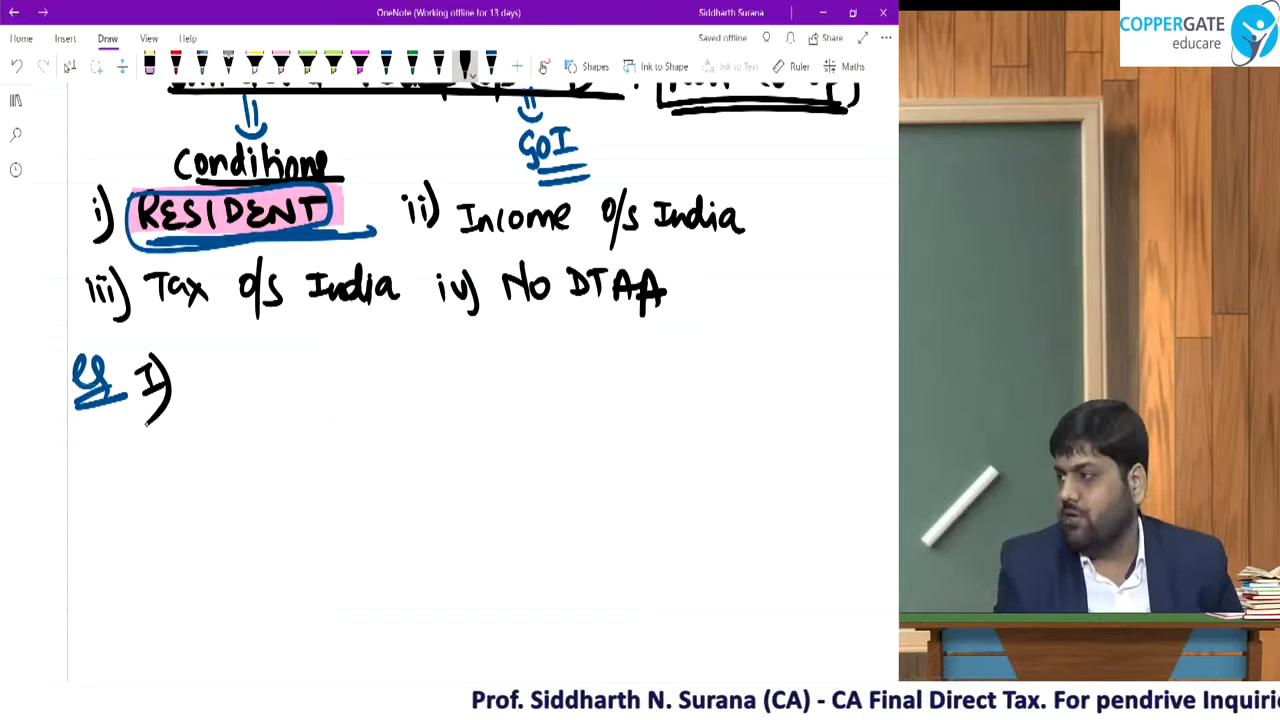 OneNote (Working offline for 13 days)
Siddharth Surana
COPPERGATE
educare
Home Insert Draw View Help
Saved offline
Share
Shapes
Ink to Shape
Ink to Text
Ruler
Maths
GOI
Conditions
i) RESIDENT ii) Income o/s India
iii) Tax o/s India iv) No DTAA
eg I)
Prof. Siddharth N. Surana (CA) - CA Final Direct Tax. For pendrive Inquiri